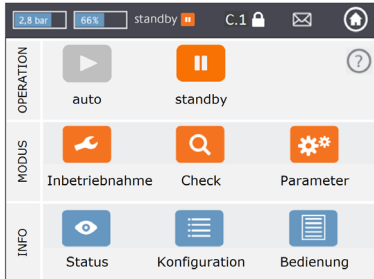 2,8 bar 66% standby C.1
OPERATION
auto standby
?
MODUS
Inbetriebnahme Check Parameter
INFO
Status Konfiguration Bedienung